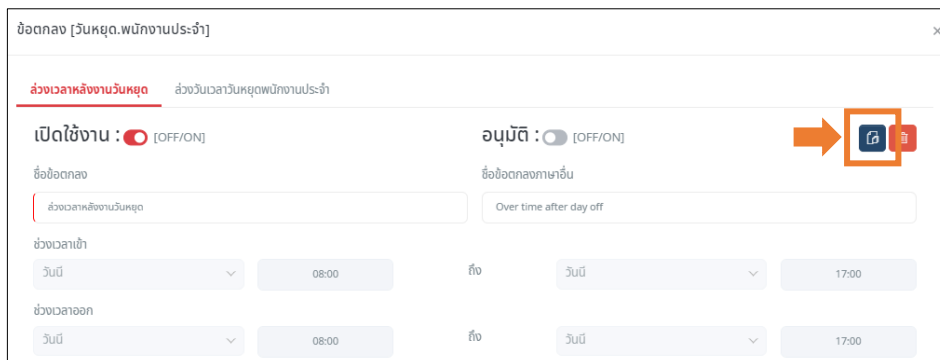 ข้อตกลง [วันหยุด.พนักงานประจำ]
ล่วงเวลาหลังงานวันหยุด ล่วงวันเวลาวันหยุดพนักงานประจำ
เปิดใช้งาน : [OFF/ON] อนุมัติ : [OFF/ON]
ชื่อข้อตกลง ชื่อข้อตกลงภาษาอื่น
ล่วงเวลาหลังงานวันหยุด Over time after day off
ช่วงเวลาเข้า
วันนี้ 08:00 ถึง วันนี้ 17:00
ช่วงเวลาออก
วันนี้ 08:00 ถึง วันนี้ 17:00